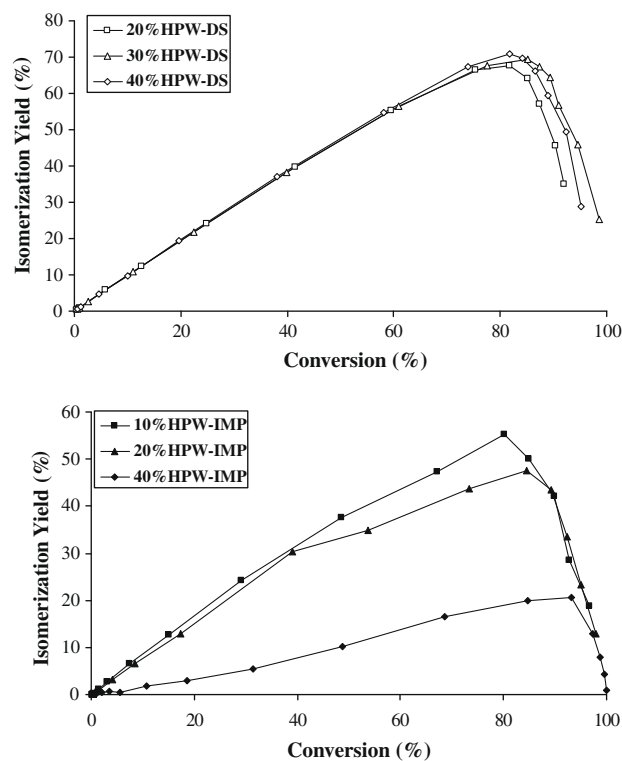 80
70
60
50
40
30
20
10
0
20%HPW-DS
30%HPW-DS
40%HPW-DS
Isomerization Yield (%)
0 20 40 60 80 100
Conversion (%)
60
50
40
30
20
10
0
10%HPW-IMP
20%HPW-IMP
40%HPW-IMP
Isomerization Yield (%)
0 20 40 60 80 100
Conversion (%)